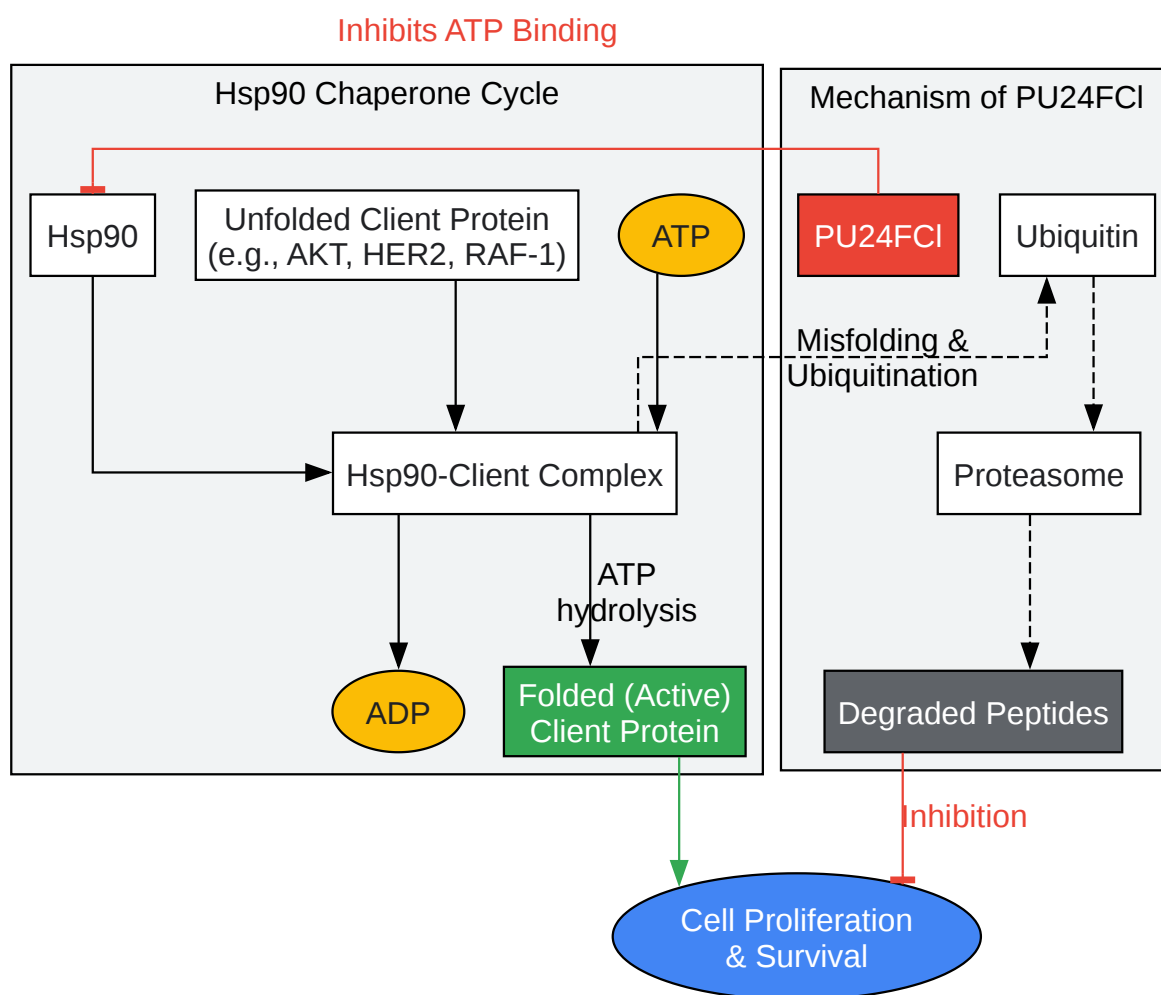 Inhibits ATP Binding
Hsp90 Chaperone Cycle
Mechanism of PU24FCl
Hsp90
Unfolded Client Protein
(e.g., AKT, HER2, RAF-1)
ATP
PU24FCl
Ubiquitin
Misfolding &
Ubiquitination
Hsp90-Client Complex
Proteasome
ATP
hydrolysis
ADP
Folded (Active)
Client Protein
Degraded Peptides
Inhibition
Cell Proliferation
& Survival